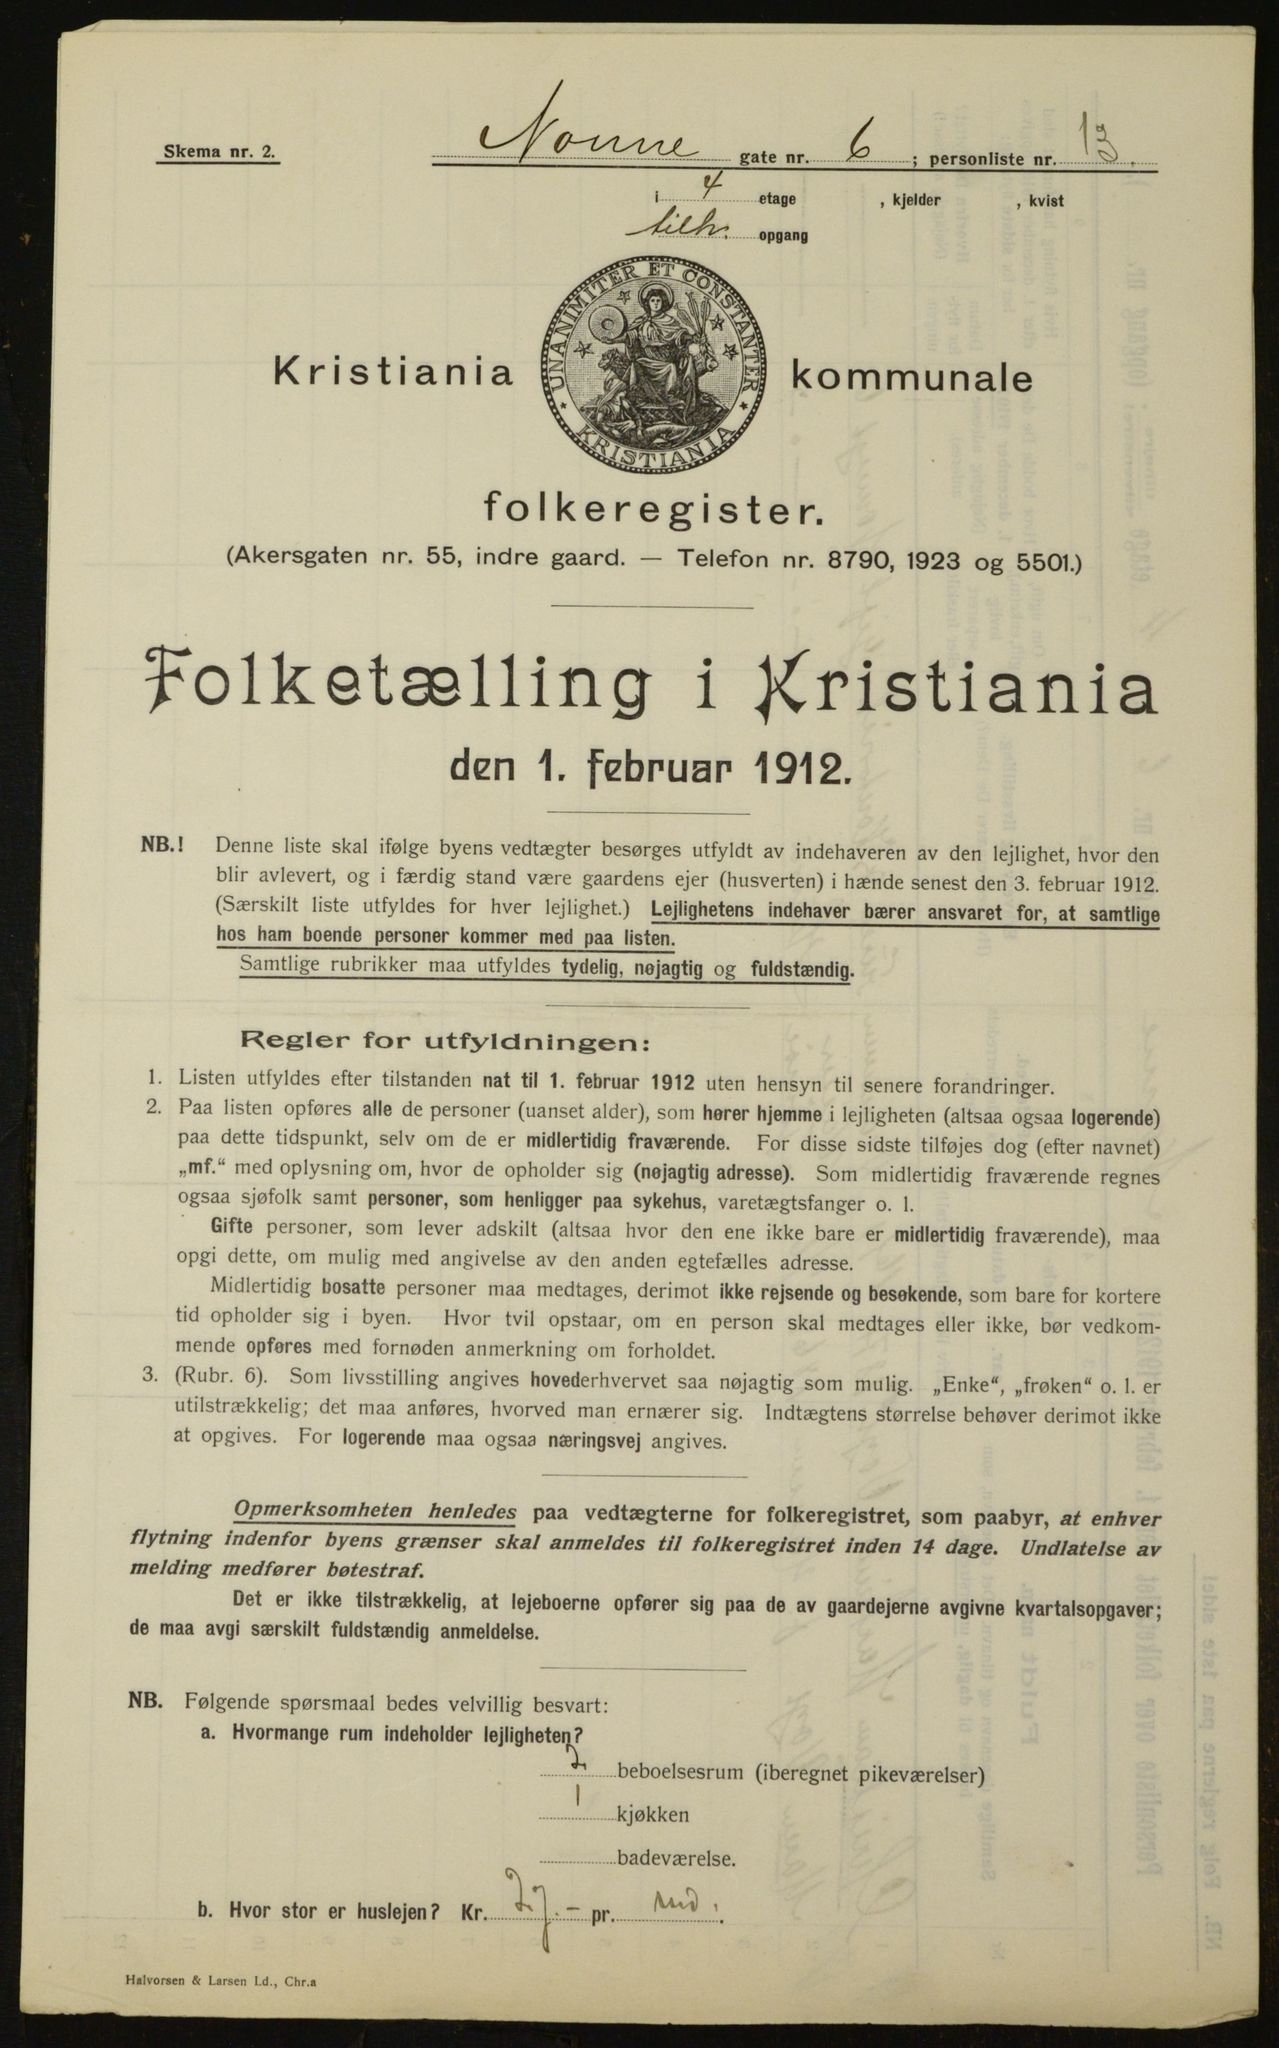 Skema nr. 2.
Nonne gate nr. 6 ; personliste nr. 13.
i 4 etage , kjelder , kvist
tilh. opgang
UNANIMITER ET CONSTANTER
KRISTIANIA
Kristiania kommunale
folkeregister.
(Akersgaten nr. 55, indre gaard. — Telefon nr. 8790, 1923 og 5501.)
Folketælling i Kristiania
den 1. februar 1912.
NB.! Denne liste skal ifølge byens vedtægter besørges utfyldt av indehaveren av den lejlighet, hvor den
blir avlevert, og i færdig stand være gaardens ejer (husverten) i hænde senest den 3. februar 1912.
(Særskilt liste utfyldes for hver lejlighet.) Lejlighetens indehaver bærer ansvaret for, at samtlige
hos ham boende personer kommer med paa listen.
Samtlige rubrikker maa utfyldes tydelig, nøjagtig og fuldstændig.
Regler for utfyldningen:
1. Listen utfyldes efter tilstanden nat til 1. februar 1912 uten hensyn til senere forandringer.
2. Paa listen opføres alle de personer (uanset alder), som hører hjemme i lejligheten (altsaa ogsaa logerende)
paa dette tidspunkt, selv om de er midlertidig fraværende. For disse sidste tilføjes dog (efter navnet)
„mf.“ med oplysning om, hvor de opholder sig (nøjagtig adresse). Som midlertidig fraværende regnes
ogsaa sjøfolk samt personer, som henligger paa sykehus, varetægtsfanger o. l.
Gifte personer, som lever adskilt (altsaa hvor den ene ikke bare er midlertidig fraværende), maa
opgi dette, om mulig med angivelse av den anden egtefælles adresse.
Midlertidig bosatte personer maa medtages, derimot ikke rejsende og besøkende, som bare for kortere
tid opholder sig i byen. Hvor tvil opstaar, om en person skal medtages eller ikke, bør vedkom-
mende opføres med fornøden anmerkning om forholdet.
3. (Rubr. 6). Som livsstilling angives hovederhvervet saa nøjagtig som mulig. „Enke“, „frøken“ o. l. er
utilstrækkelig; det maa anføres, hvorved man ernærer sig. Indtægtens størrelse behøver derimot ikke
at opgives. For logerende maa ogsaa næringsvej angives.
Opmerksomheten henledes paa vedtægterne for folkeregistret, som paabyr, at enhver
flytning indenfor byens grænser skal anmeldes til folkeregistret inden 14 dage. Undlatelse av
melding medfører bøtestraf.
Det er ikke tilstrækkelig, at lejeboerne opfører sig paa de av gaardejerne avgivne kvartalsopgaver;
de maa avgi særskilt fuldstændig anmeldelse.
NB. Følgende spørsmaal bedes velvillig besvart:
a. Hvormange rum indeholder lejligheten?
2 beboelsesrum (iberegnet pikeværelser)
1 kjøkken
badeværelse.
b. Hvor stor er huslejen? Kr. pr. md.
Halvorsen & Larsen Ld., Chr.a